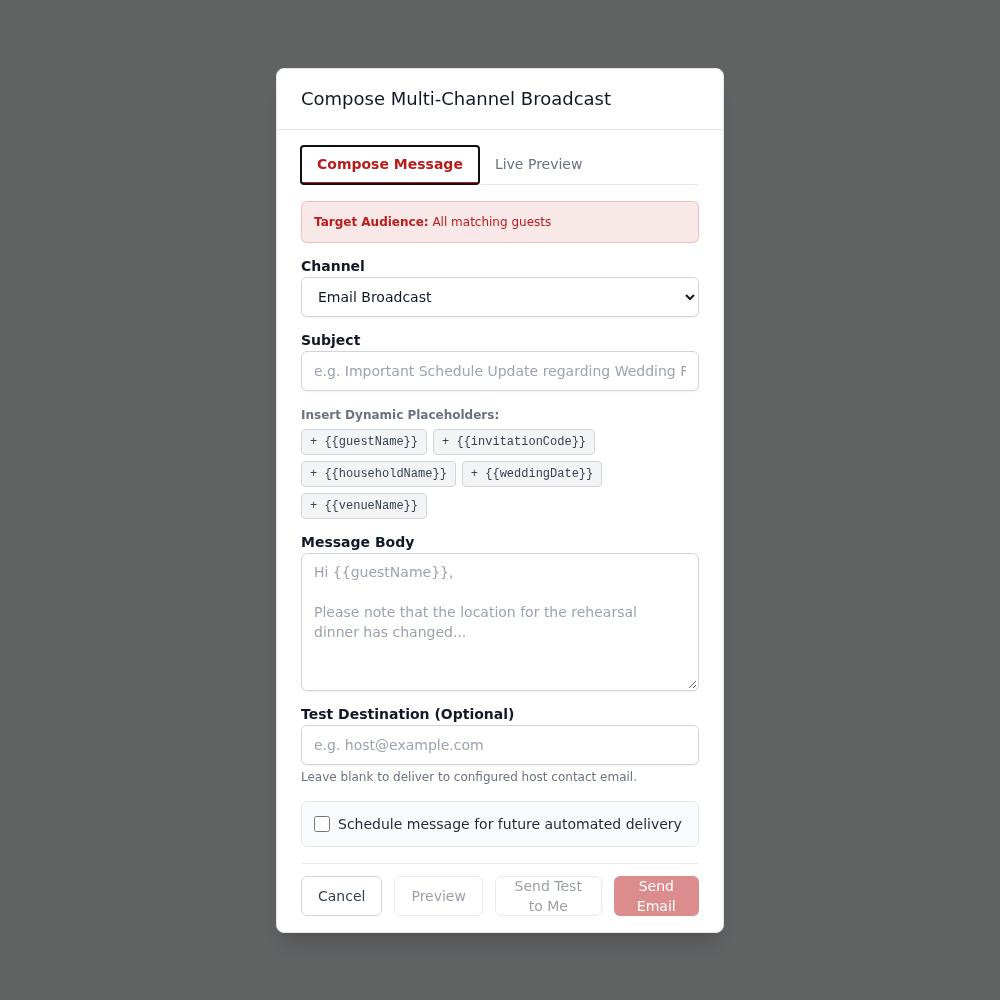 Compose Multi-Channel Broadcast
Compose Message
Live Preview
Target Audience: All matching guests
Channel
Email Broadcast
Subject
e.g. Important Schedule Update regarding Wedding
Insert Dynamic Placeholders:
+ {{guestName}}
+ {{invitationCode}}
+ {{householdName}}
+ {{weddingDate}}
+ {{venueName}}
Message Body
Hi {{guestName}},
Please note that the location for the rehearsal
dinner has changed...
Test Destination (Optional)
e.g. host@example.com
Leave blank to deliver to configured host contact email.
Schedule message for future automated delivery
Cancel
Preview
Send Test
to Me
Send
Email